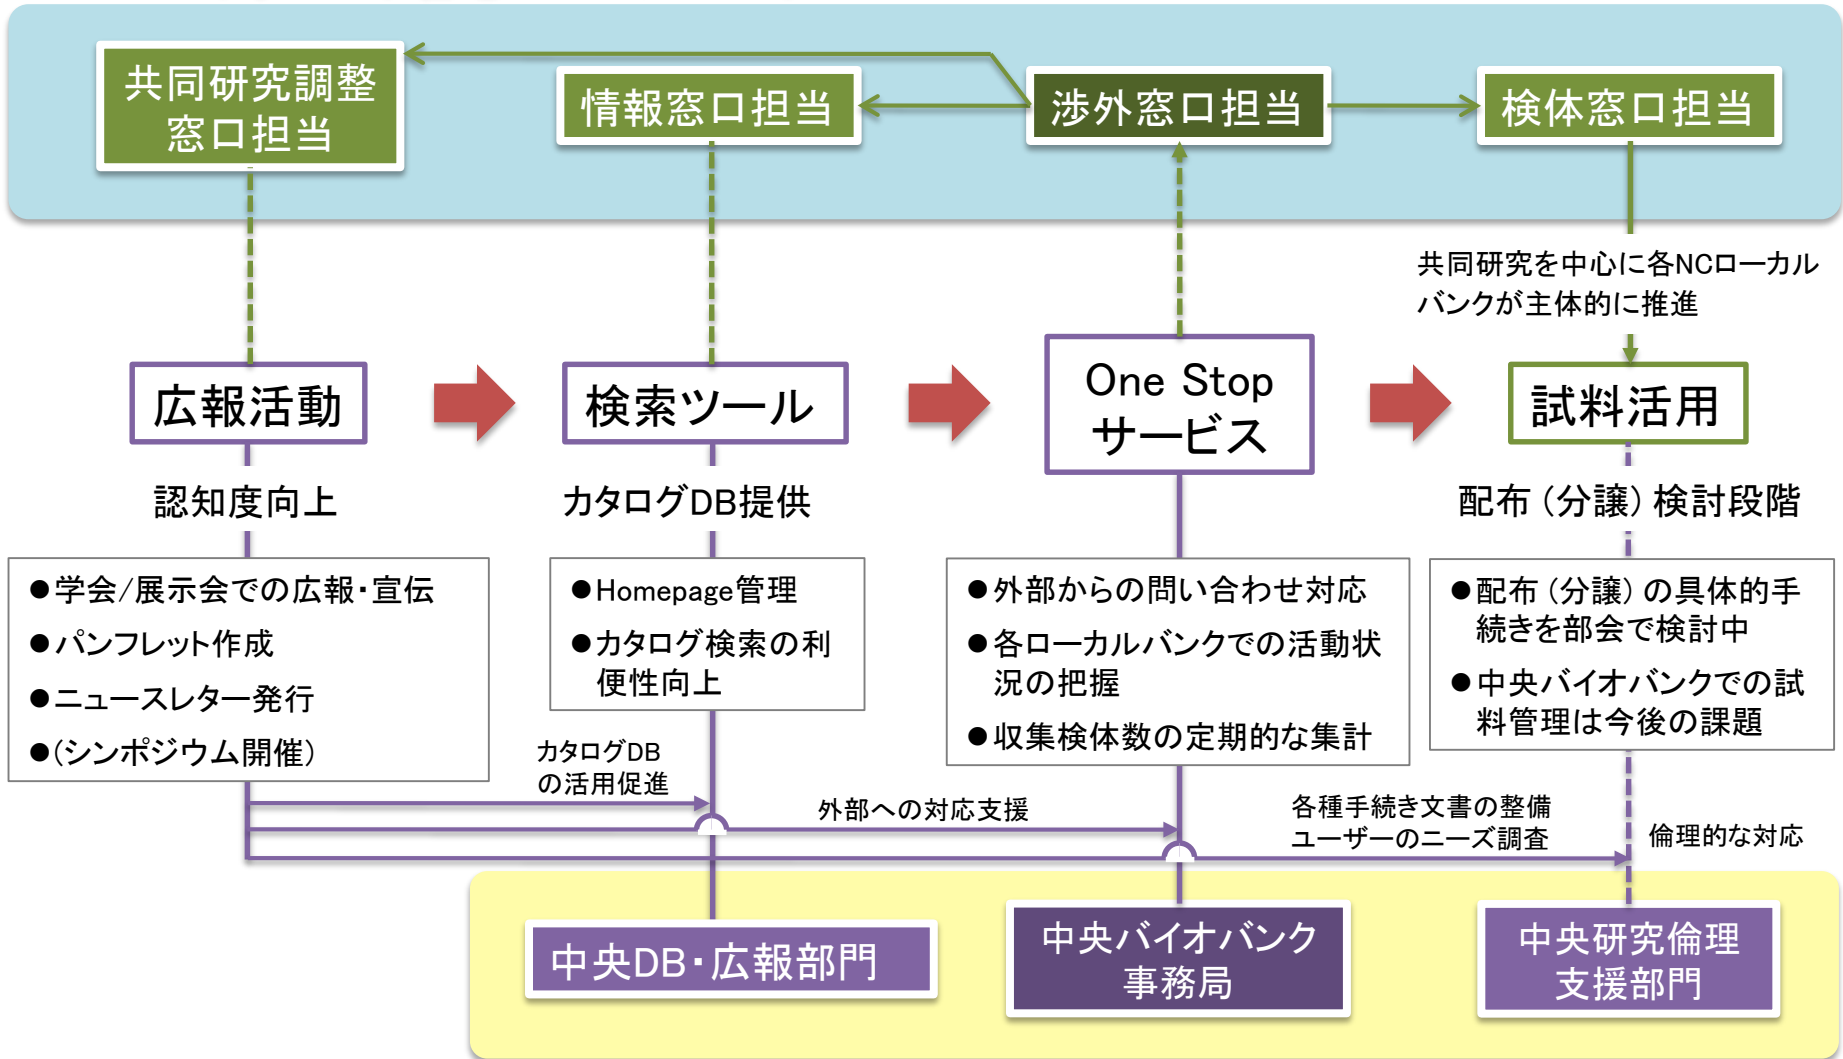 共同研究調整
窓口担当
情報窓口担当
渉外窓口担当
検体窓口担当
共同研究を中心に各NCローカル
バンクが主体的に推進
広報活動
検索ツール
One Stop
サービス
試料活用
認知度向上
カタログDB提供
配布（分譲）検討段階
●学会/展示会での広報・宣伝
●パンフレット作成
●ニュースレター発行
●(シンポジウム開催）
●Homepage管理
●カタログ検索の利
便性向上
●外部からの問い合わせ対応
●各ローカルバンクでの活動状
況の把握
●収集検体数の定期的な集計
●配布（分譲）の具体的手
続きを部会で検討中
●中央バイオバンクでの試
料管理は今後の課題
カタログDB
の活用促進
外部への対応支援
各種手続き文書の整備
ユーザーのニーズ調査
倫理的な対応
中央DB・広報部門
中央バイオバンク
事務局
中央研究倫理
支援部門